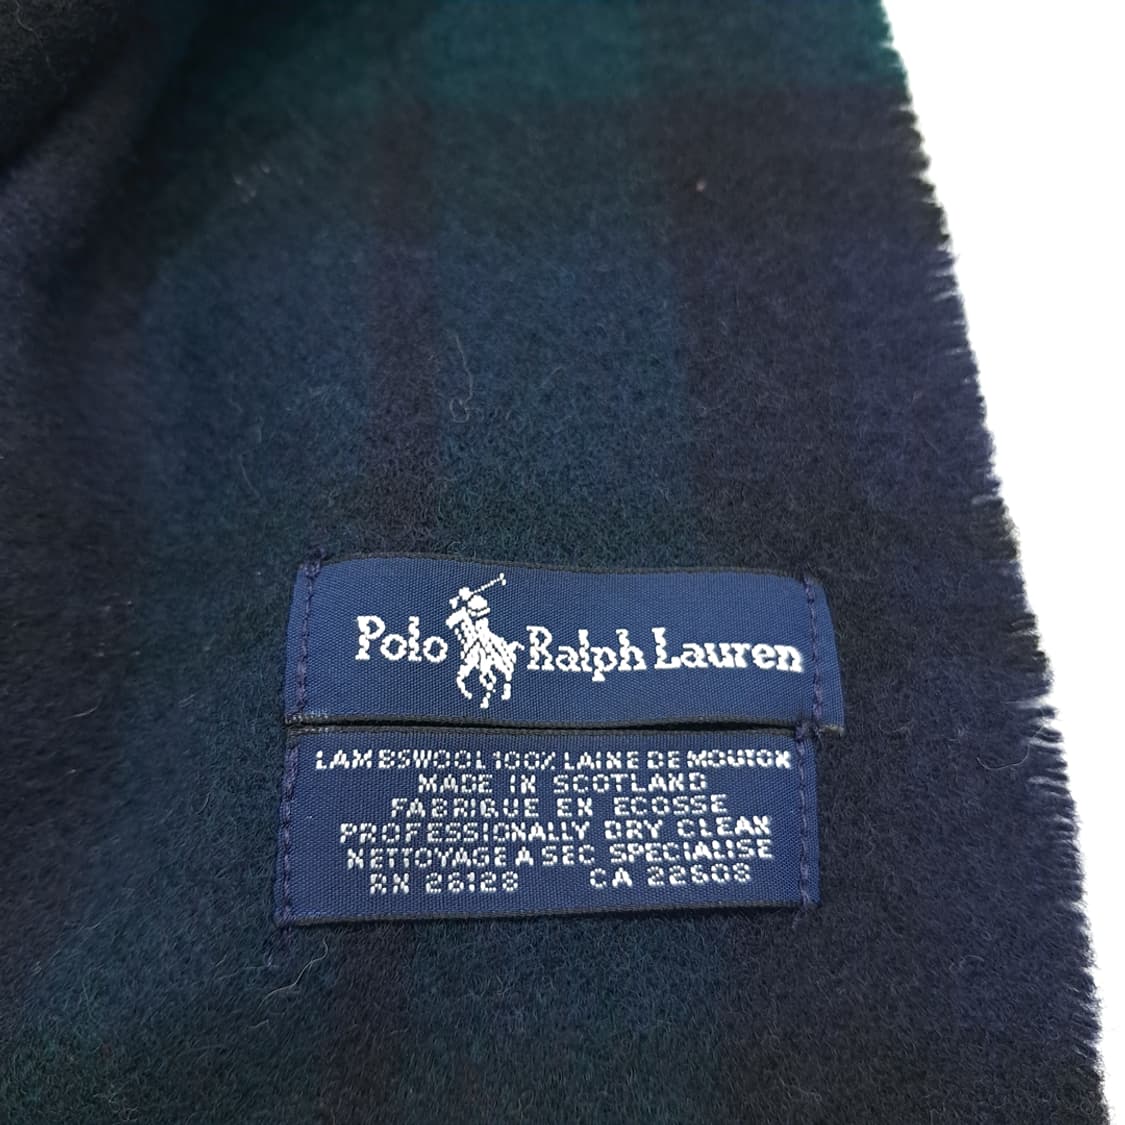 Polo Ralph Lauren
LAMBSWOOL 100% LAINE DE MOUTON
MADE IN SCOTLAND
FABRIQUE EN ECOSSE
PROFESSIONALLY DRY CLEAN
NETTOYAGE A SEC SPECIALISE
RN 26128 CA 22608